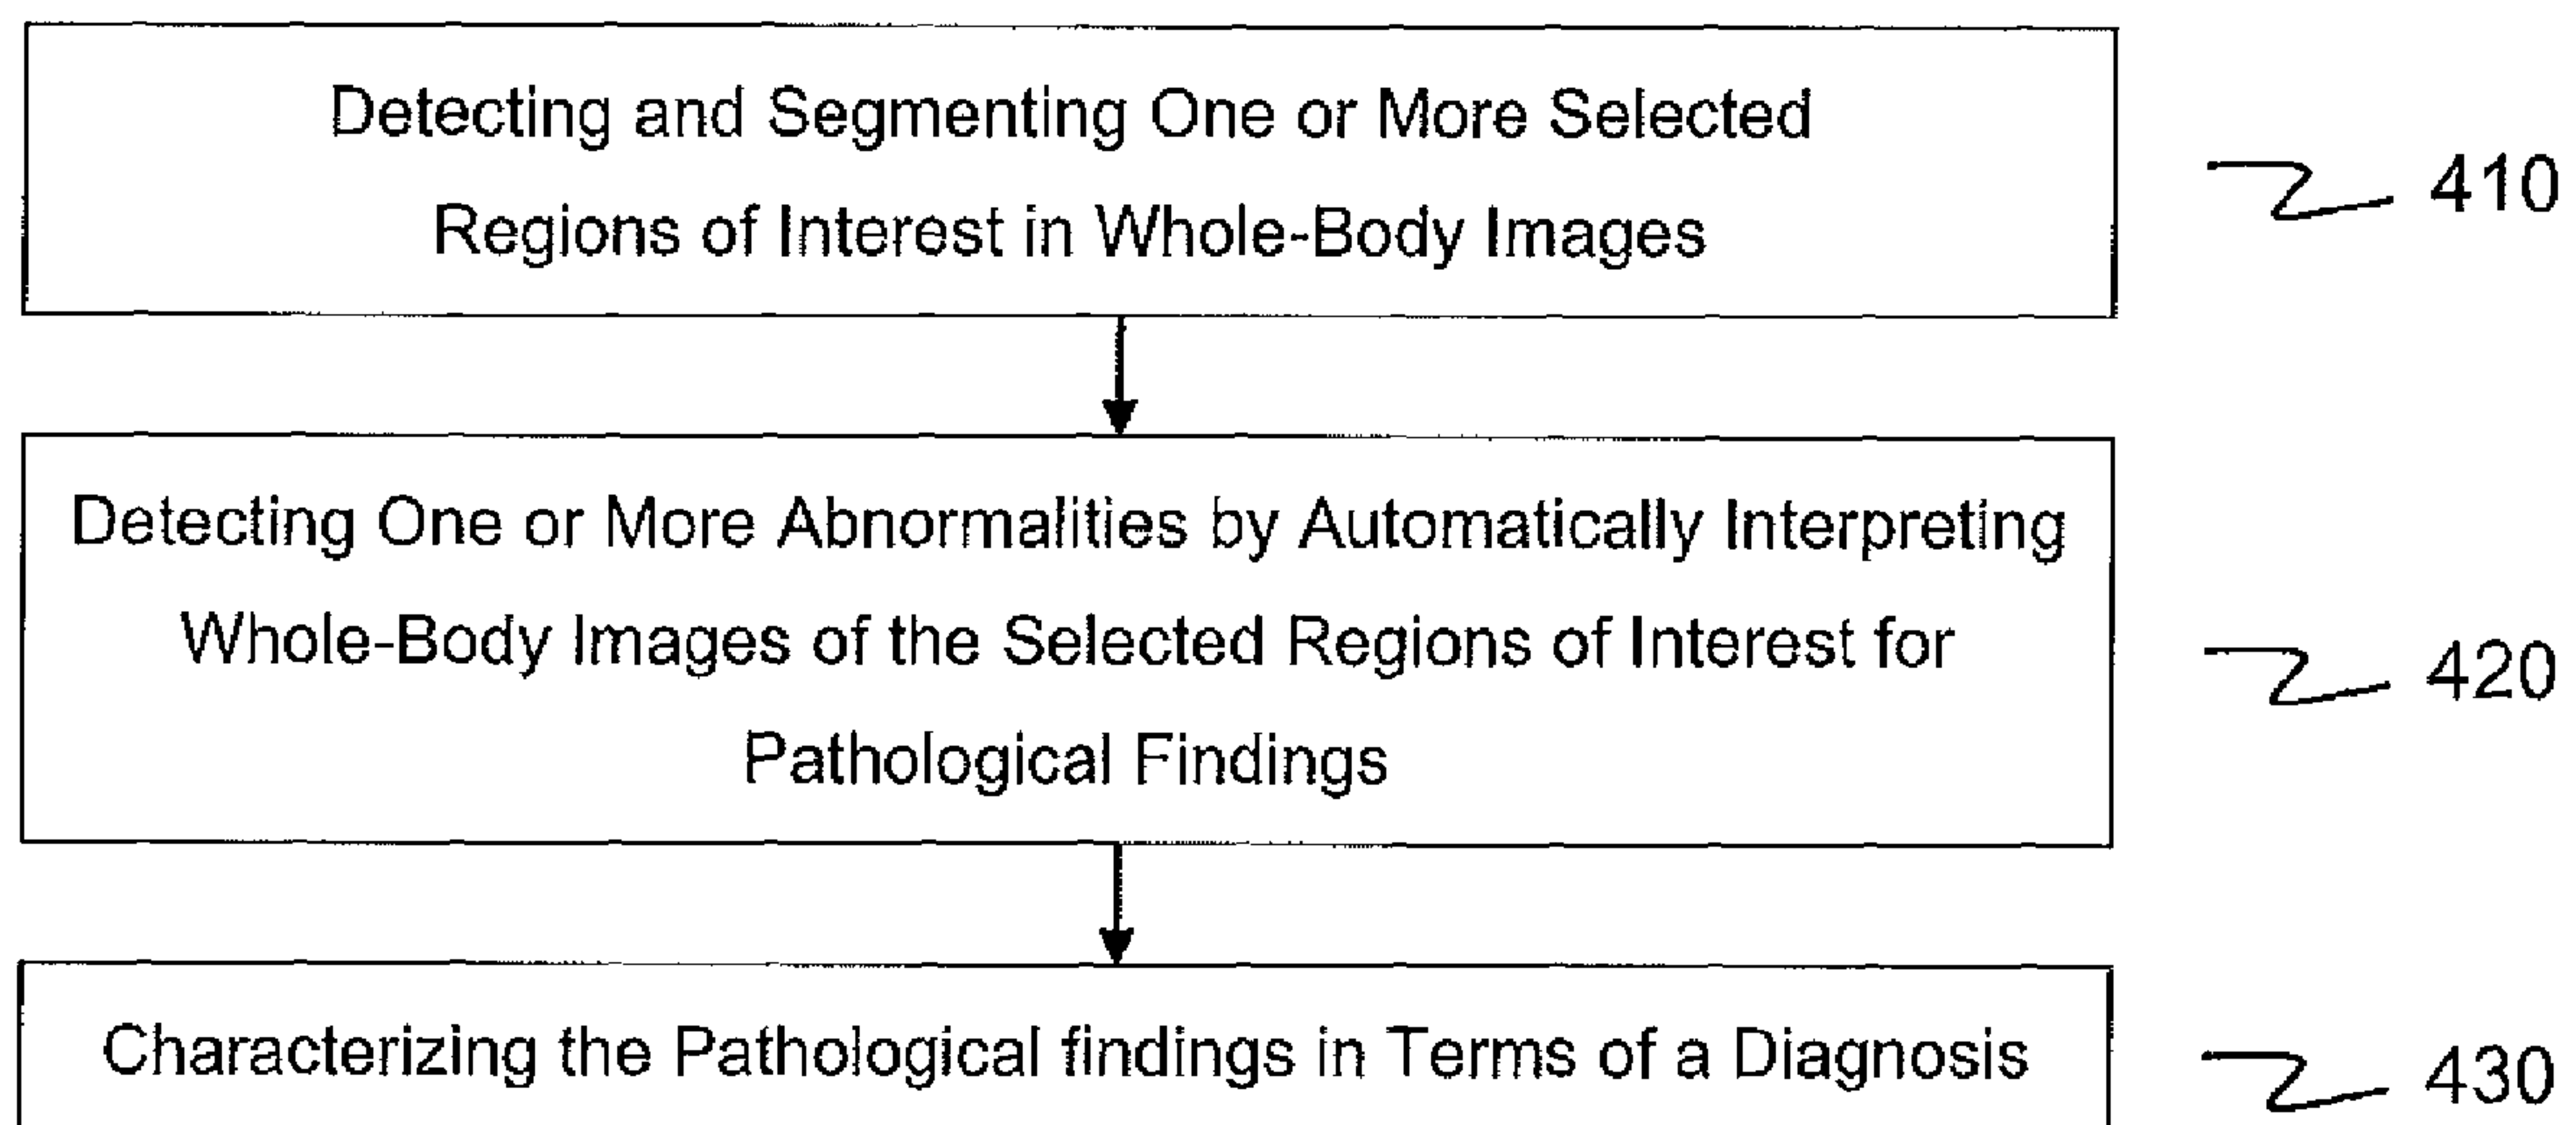 Detecting and Segmenting One or More Selected
Regions of Interest in Whole-Body Images
410
Detecting One or More Abnormalities by Automatically Interpreting
Whole-Body Images of the Selected Regions of Interest for
Pathological Findings
420
Characterizing the Pathological findings in Terms of a Diagnosis
430